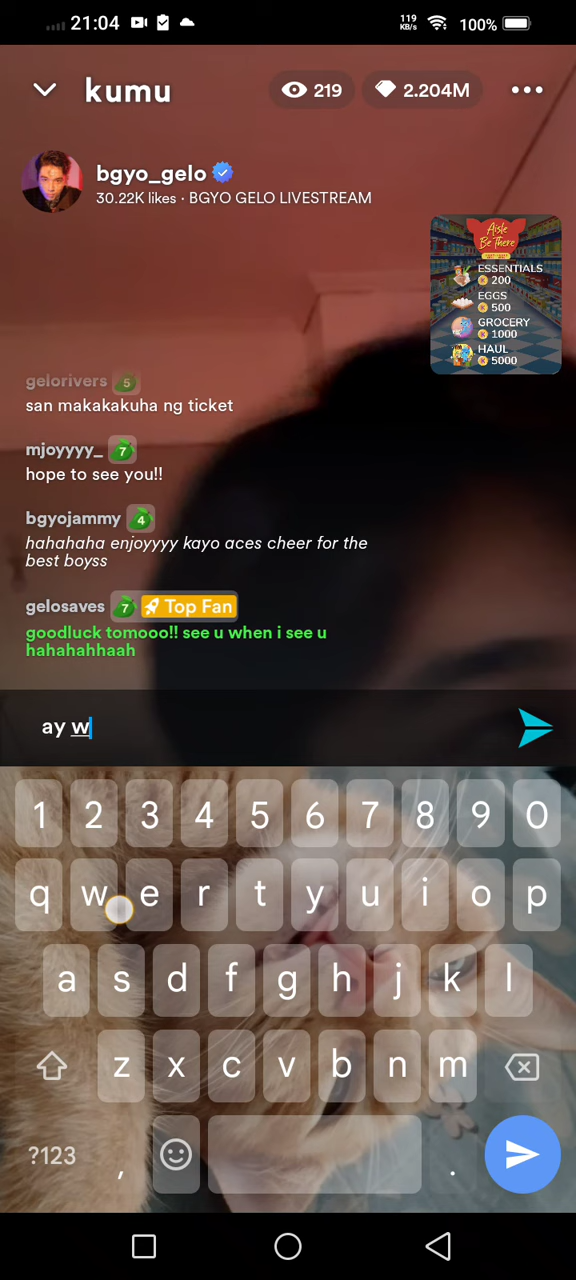 21:04
119
KB/s
100%
kumu
219
2.204M
bgyo_gelo
30.22K likes · BGYO GELO LIVESTREAM
Aisle
Be There
ESSENTIALS
200
EGGS
500
GROCERY
1000
HAUL
5000
gelorivers 5
san makakakuha ng ticket
mjoyyyy_ 7
hope to see you!!
bgyojammy 4
hahahaha enjoyyyy kayo aces cheer for the
best boyss
gelosaves 7 Top Fan
goodluck tomooo!! see u when i see u
hahahahhaah
ay w
1 2 3 4 5 6 7 8 9 0
q w e r t y u i o p
a s d f g h j k l
z x c v b n m
?123 , .